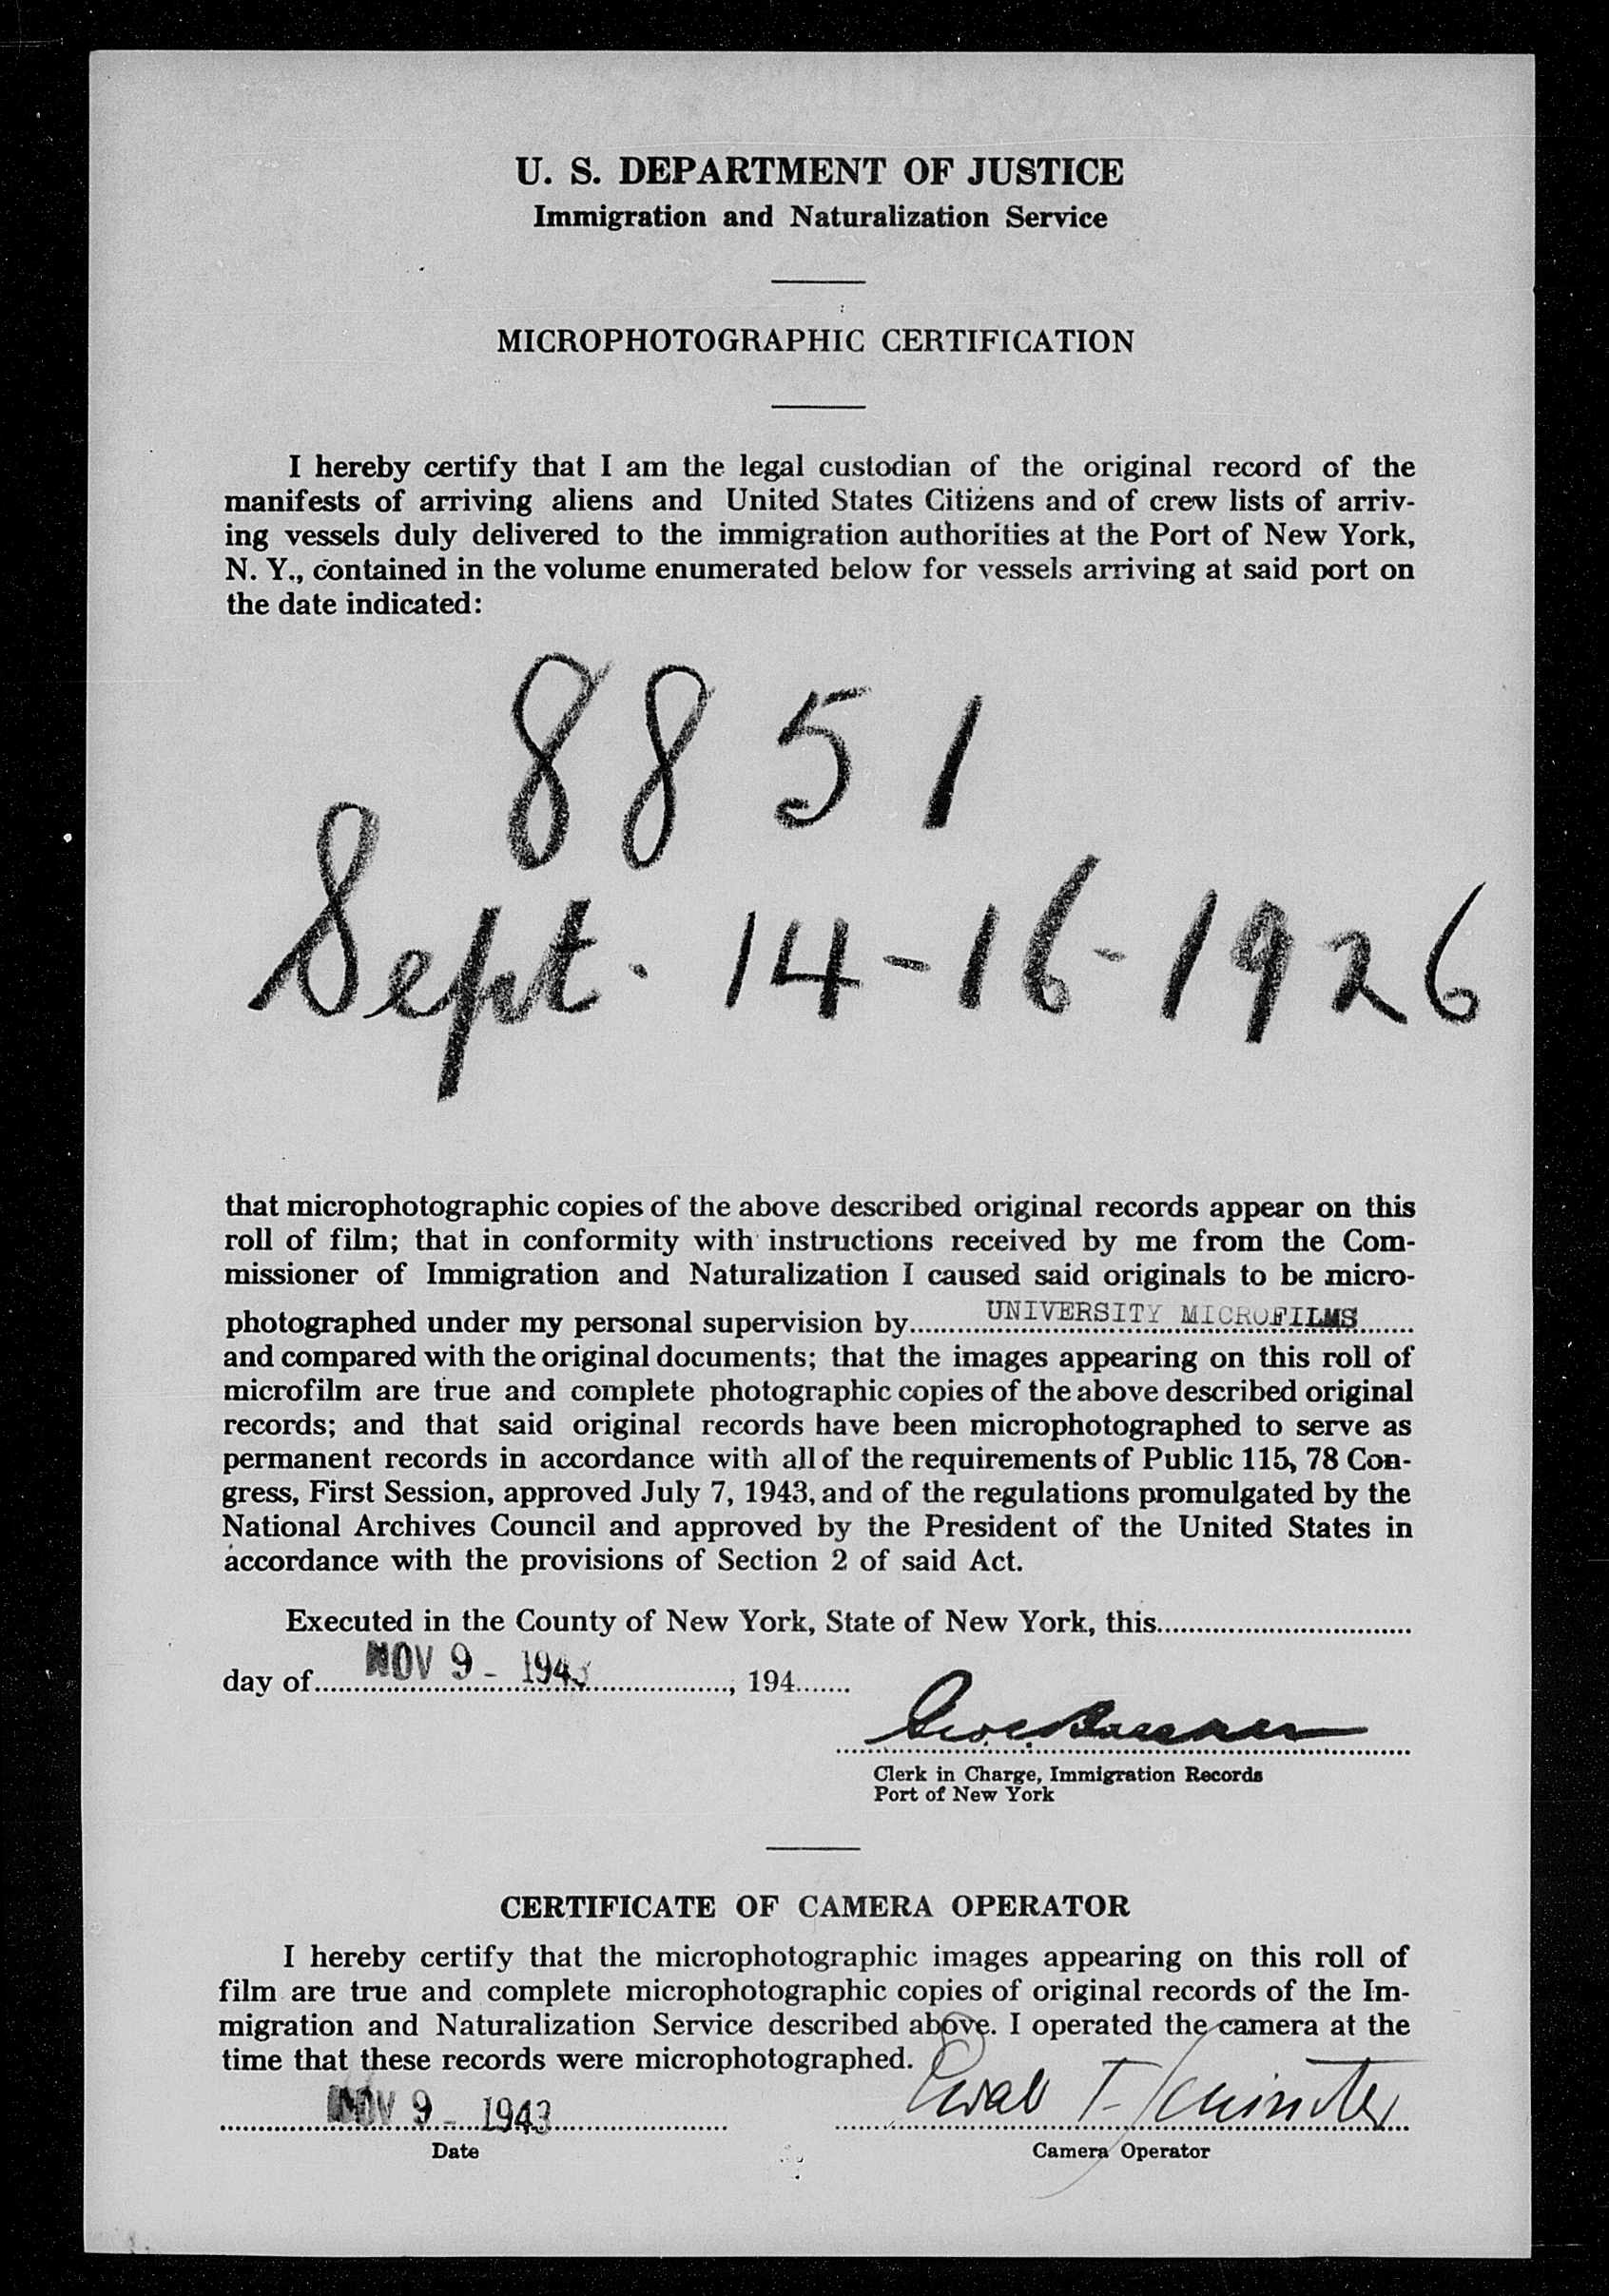 U. S. DEPARTMENT OF JUSTICE
Immigration and Naturalization Service
MICROPHOTOGRAPHIC CERTIFICATION
I hereby certify that I am the legal custodian of the original record of the
manifests of arriving aliens and United States Citizens and of crew lists of arriv-
ing vessels duly delivered to the immigration authorities at the Port of New York,
N. Y., contained in the volume enumerated below for vessels arriving at said port on
the date indicated:
8851
Sept. 14-16-1926
that microphotographic copies of the above described original records appear on this
roll of film; that in conformity with instructions received by me from the Com-
missioner of Immigration and Naturalization I caused said originals to be micro-
photographed under my personal supervision by UNIVERSITY MICROFILMS
and compared with the original documents; that the images appearing on this roll of
microfilm are true and complete photographic copies of the above described original
records; and that said original records have been microphotographed to serve as
permanent records in accordance with all of the requirements of Public 115, 78 Con-
gress, First Session, approved July 7, 1943, and of the regulations promulgated by the
National Archives Council and approved by the President of the United States in
accordance with the provisions of Section 2 of said Act.
Executed in the County of New York, State of New York, this
day of NOV 9 - 1943, 194
Clerk in Charge, Immigration Records
Port of New York
CERTIFICATE OF CAMERA OPERATOR
I hereby certify that the microphotographic images appearing on this roll of
film are true and complete microphotographic copies of original records of the Im-
migration and Naturalization Service described above. I operated the camera at the
time that these records were microphotographed.
NOV 9 - 1943
Date
Camera Operator